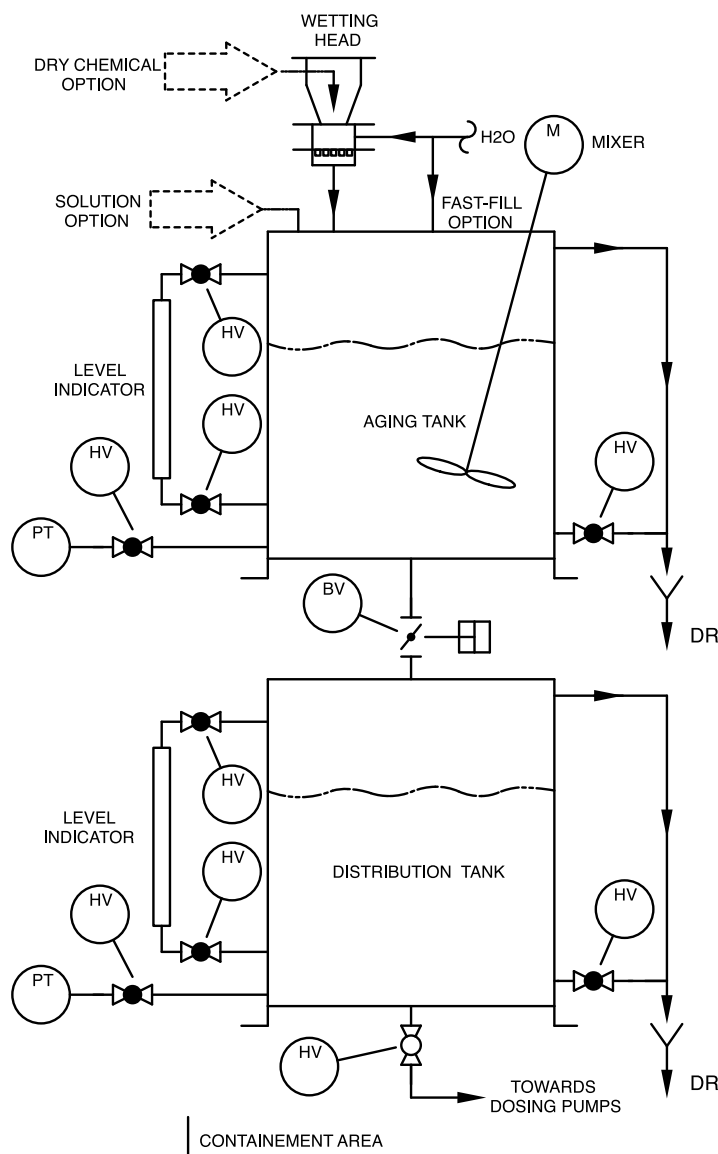 WETTING
HEAD
DRY CHEMICAL
OPTION
H2O
M
MIXER
SOLUTION
OPTION
FAST-FILL
OPTION
HV
LEVEL
INDICATOR
HV
AGING TANK
HV
HV
PT
BV
DR
HV
LEVEL
INDICATOR
HV
DISTRIBUTION TANK
HV
HV
PT
HV
DR
TOWARDS
DOSING PUMPS
CONTAINEMENT AREA